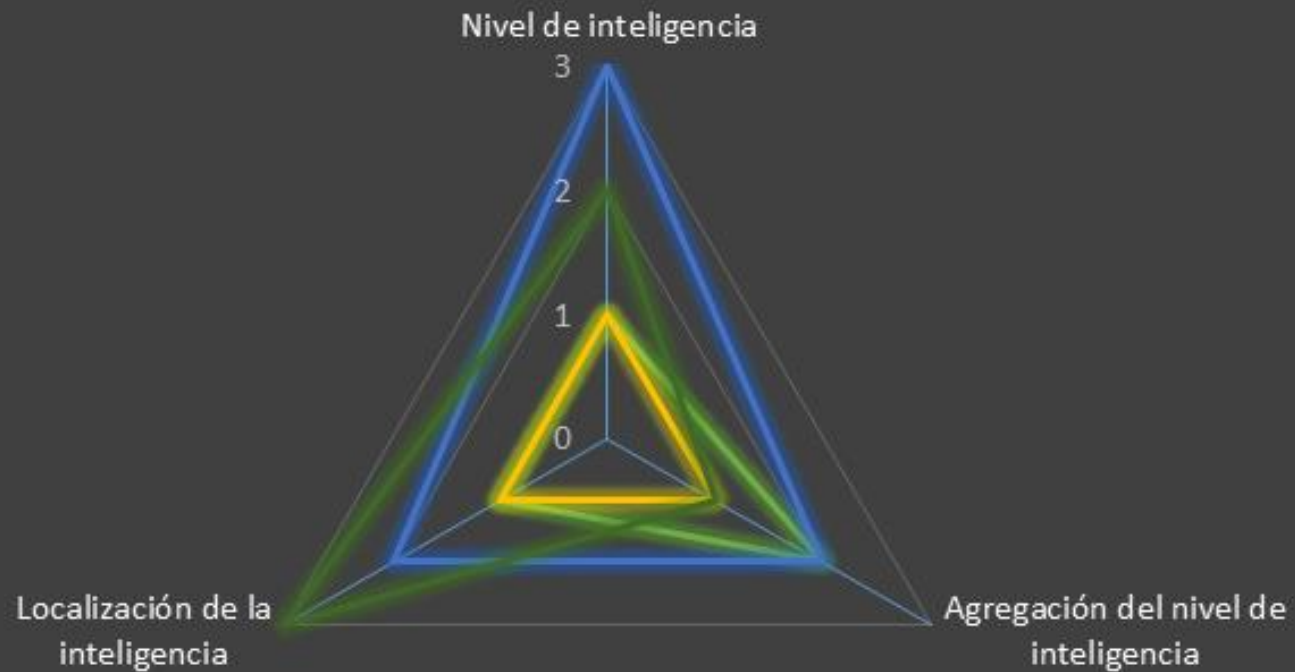 Nivel de inteligencia
3
2
1
0
Localización de la
inteligencia
Agregación del nivel de
inteligencia